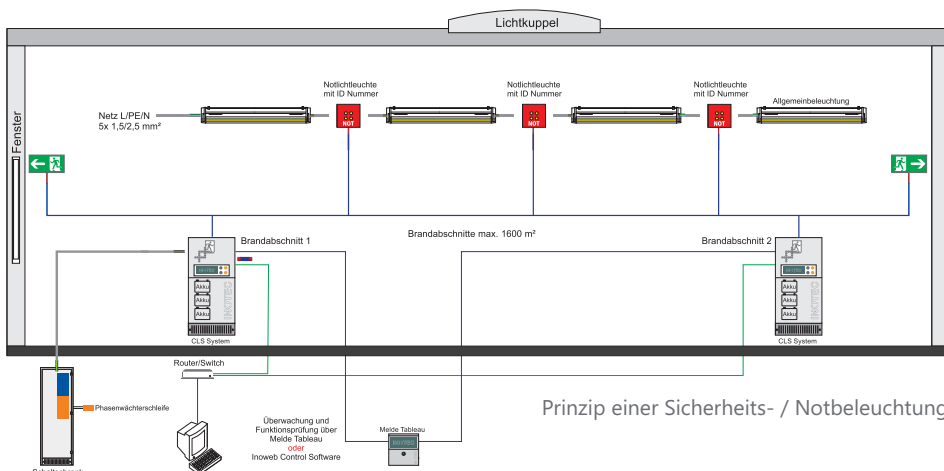 Lichtkuppel
Fenster
Netz L/PE/N
5x 1,5/2,5 mm²
Notlichtleuchte
mit ID Nummer
NOT
Notlichtleuchte
mit ID Nummer
NOT
Notlichtleuchte
mit ID Nummer
NOT
Allgemeinbeleuchtung
Brandabschnitte max. 1600 m²
Brandabschnitt 1
Akku
Akku
Akku
INOTEC
CLS System
Brandabschnitt 2
Akku
Akku
Akku
INOTEC
CLS System
Router/Switch
Phasenwächterschleife
Überwachung und
Funktionsprüfung über
Melde Tableau
oder
Inoweb Control Software
Melde Tableau
Prinzip einer Sicherheits- / Notbeleuchtung